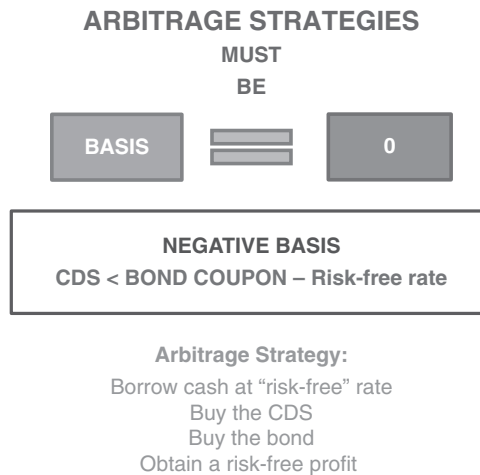 ARBITRAGE STRATEGIES
MUST
BE
BASIS
0
NEGATIVE BASIS
CDS < BOND COUPON – Risk-free rate
Arbitrage Strategy:
Borrow cash at “risk-free” rate
Buy the CDS
Buy the bond
Obtain a risk-free profit